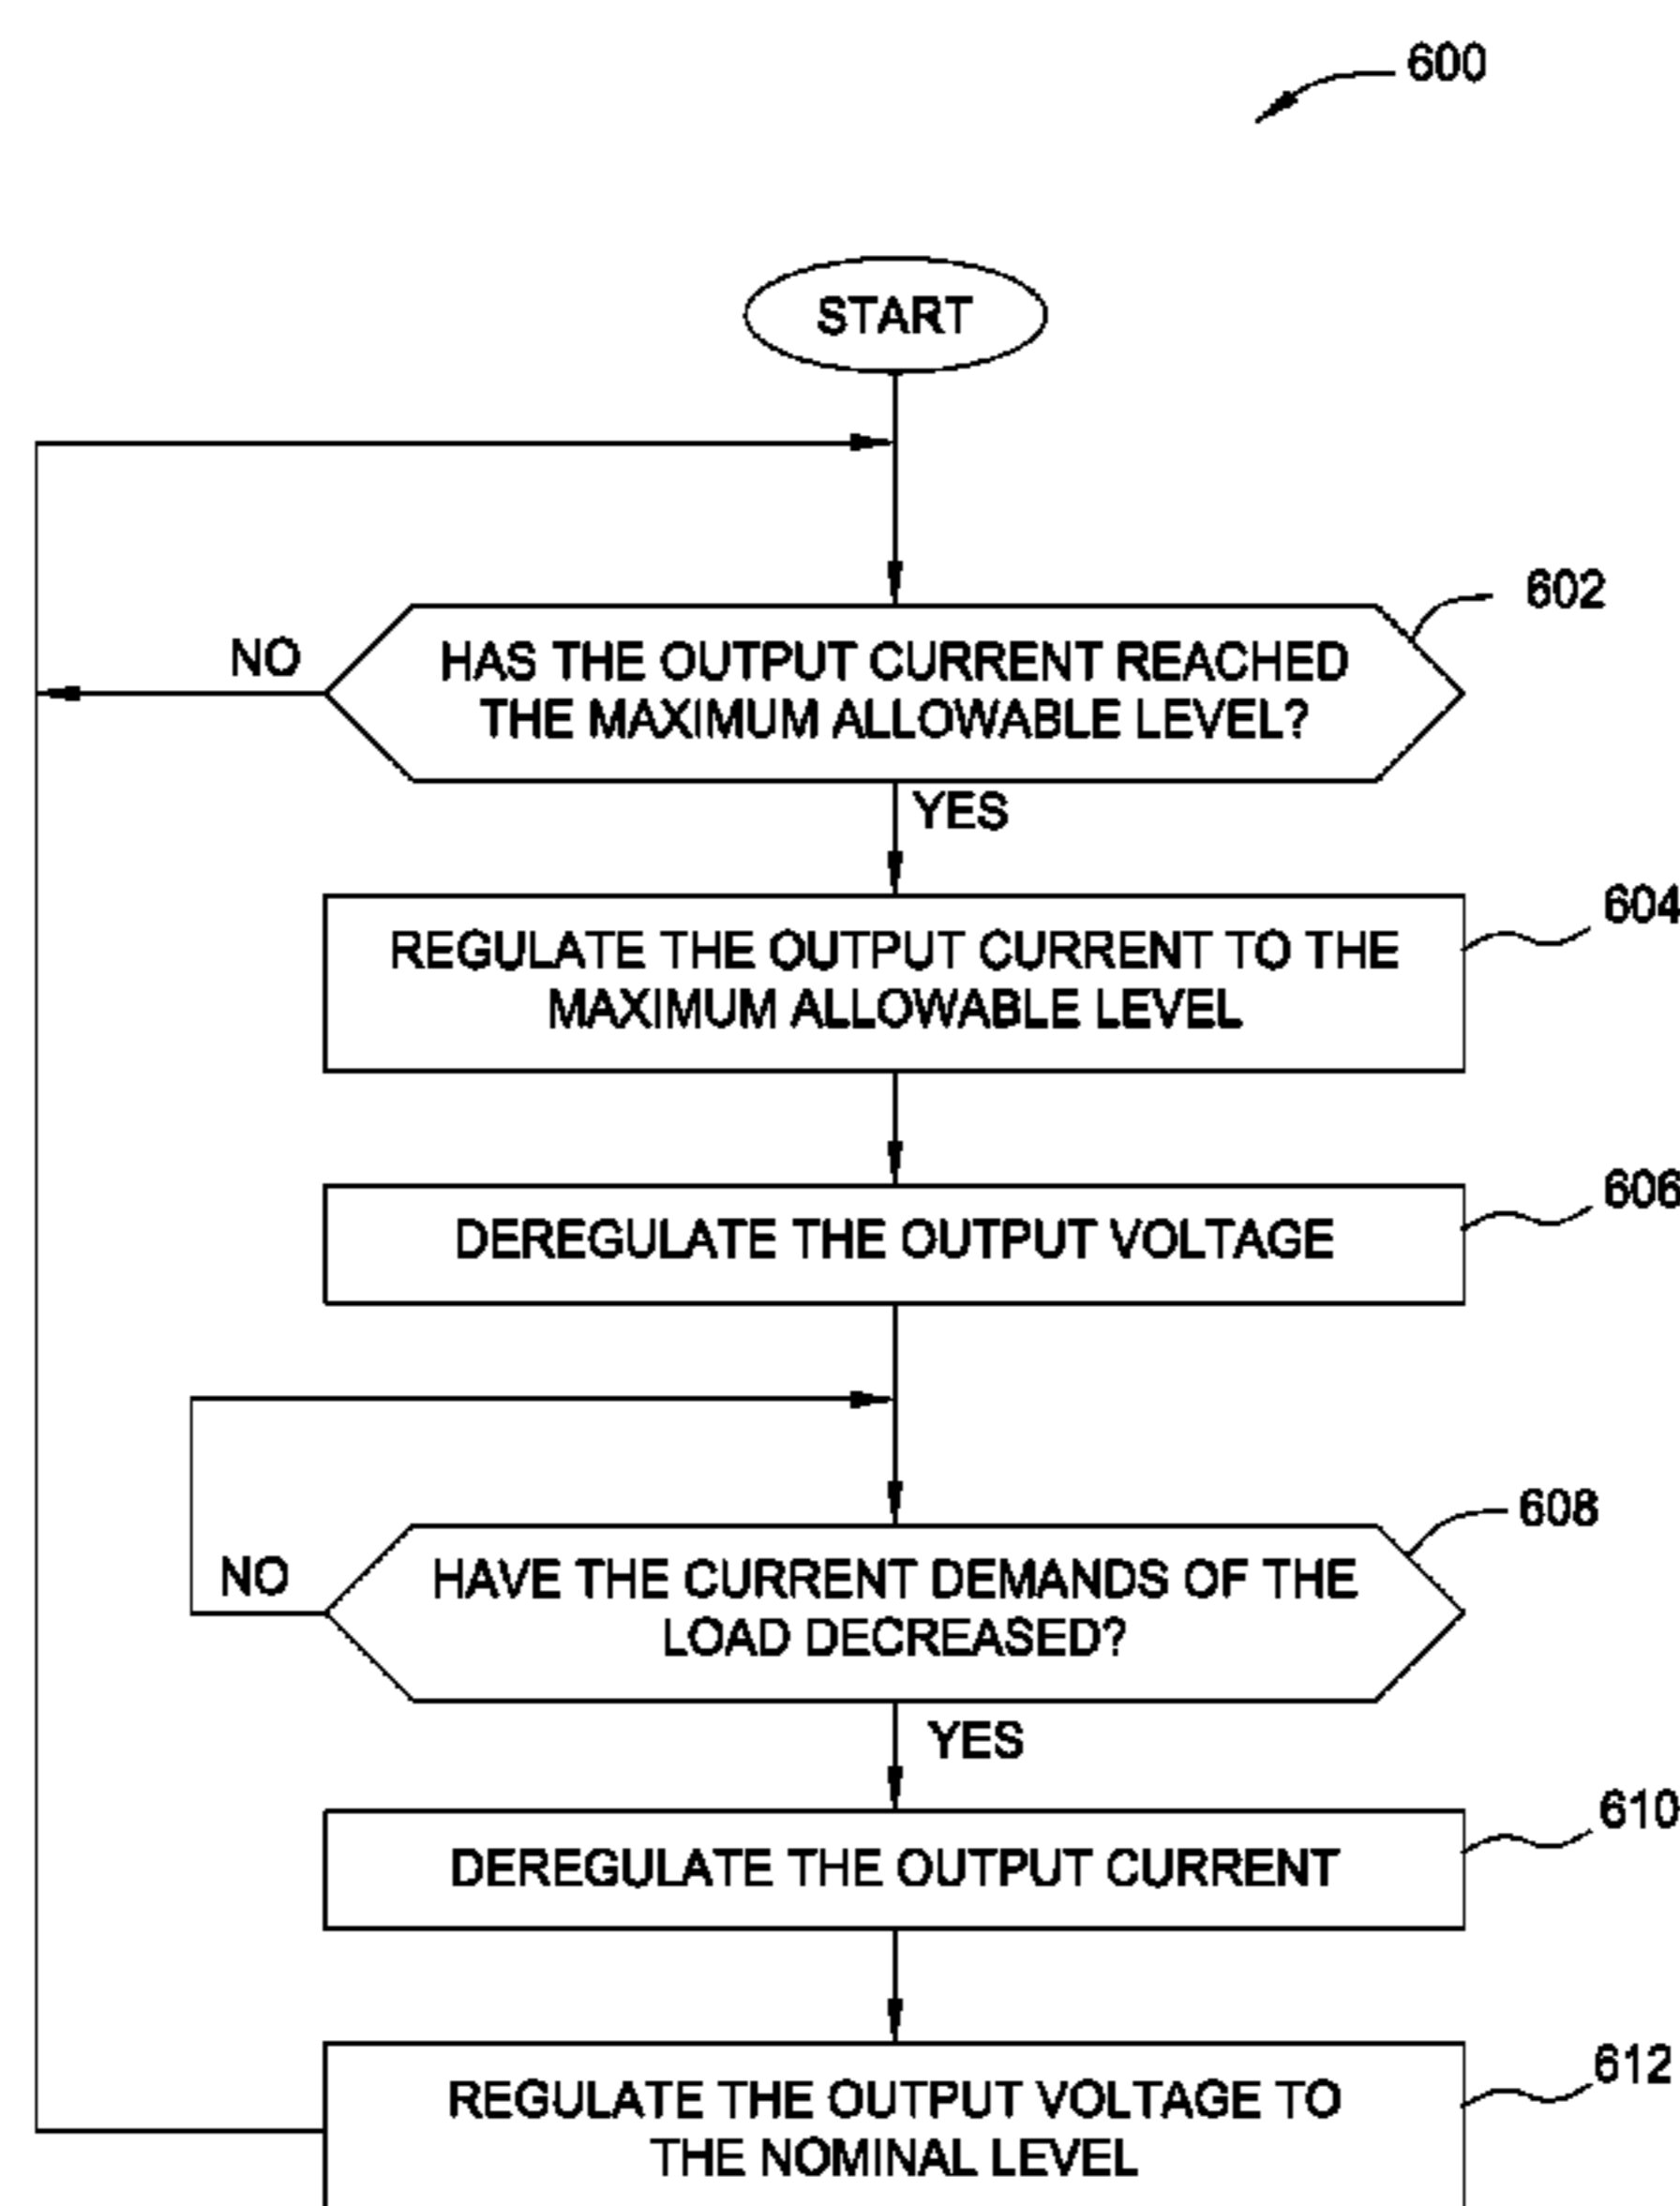 600
START
602
NO
HAS THE OUTPUT CURRENT REACHED
THE MAXIMUM ALLOWABLE LEVEL?
YES
604
REGULATE THE OUTPUT CURRENT TO THE
MAXIMUM ALLOWABLE LEVEL
606
DEREGULATE THE OUTPUT VOLTAGE
608
NO
HAVE THE CURRENT DEMANDS OF THE
LOAD DECREASED?
YES
610
DEREGULATE THE OUTPUT CURRENT
612
REGULATE THE OUTPUT VOLTAGE TO
THE NOMINAL LEVEL